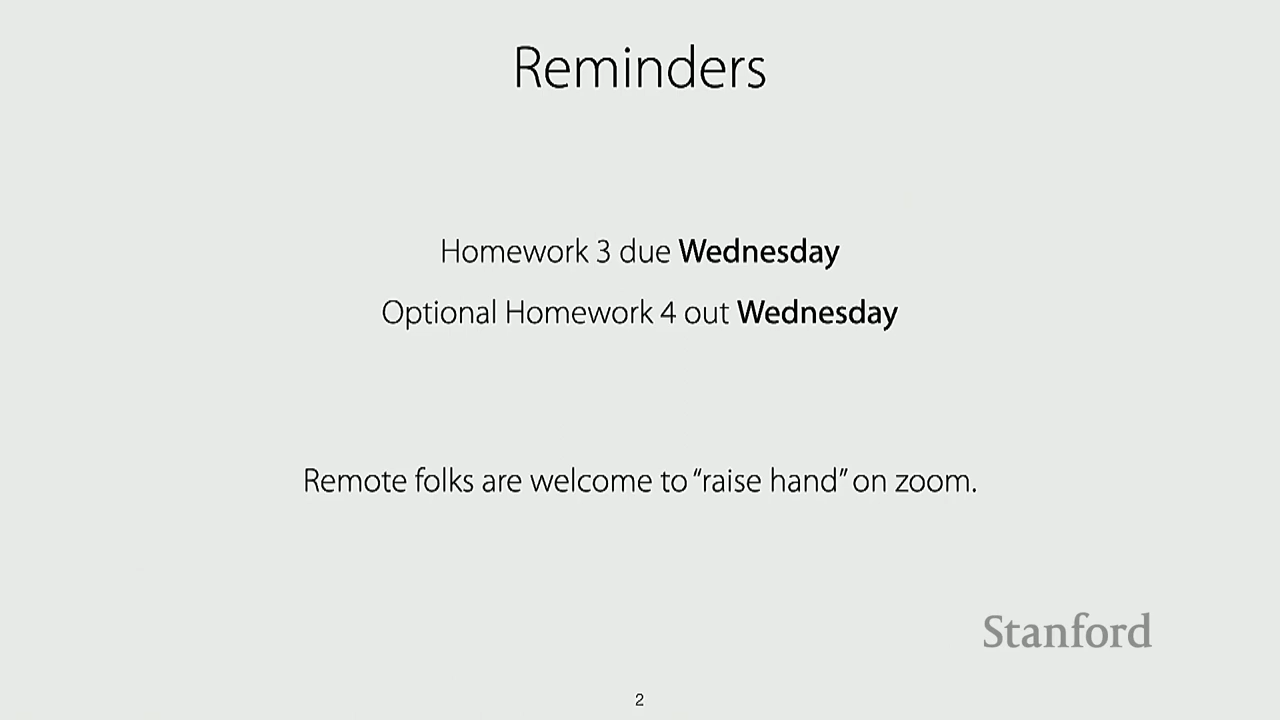 Reminders
Homework 3 due Wednesday
Optional Homework 4 out Wednesday
Remote folks are welcome to “raise hand” on zoom.
Stanford
2